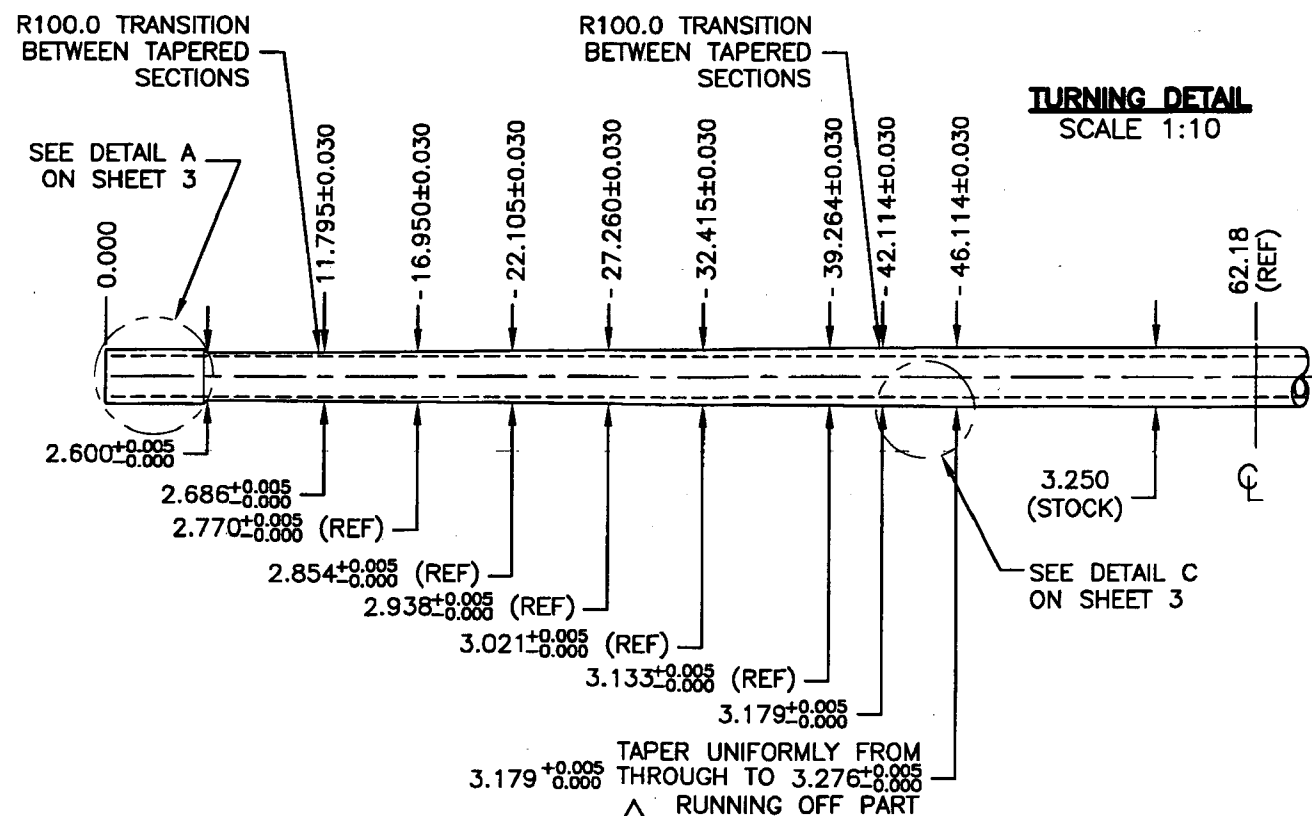 R100.0 TRANSITION
BETWEEN TAPERED
SECTIONS
R100.0 TRANSITION
BETWEEN TAPERED
SECTIONS
TURNING DETAIL
SCALE 1:10
SEE DETAIL A
ON SHEET 3
0.000
11.795±0.030
16.950±0.030
22.105±0.030
27.260±0.030
32.415±0.030
39.264±0.030
42.114±0.030
46.114±0.030
62.18
(REF)
2.600+0.005
-0.000
2.686+0.005
-0.000
2.770+0.005
-0.000 (REF)
2.854+0.005
-0.000 (REF)
2.938+0.005
-0.000 (REF)
3.021+0.005
-0.000 (REF)
3.133+0.005
-0.000 (REF)
3.179+0.005
-0.000
3.250
(STOCK)
℄
SEE DETAIL C
ON SHEET 3
TAPER UNIFORMLY FROM
3.179 +0.005
0.000 THROUGH TO 3.276+0.005
-0.000
RUNNING OFF PART